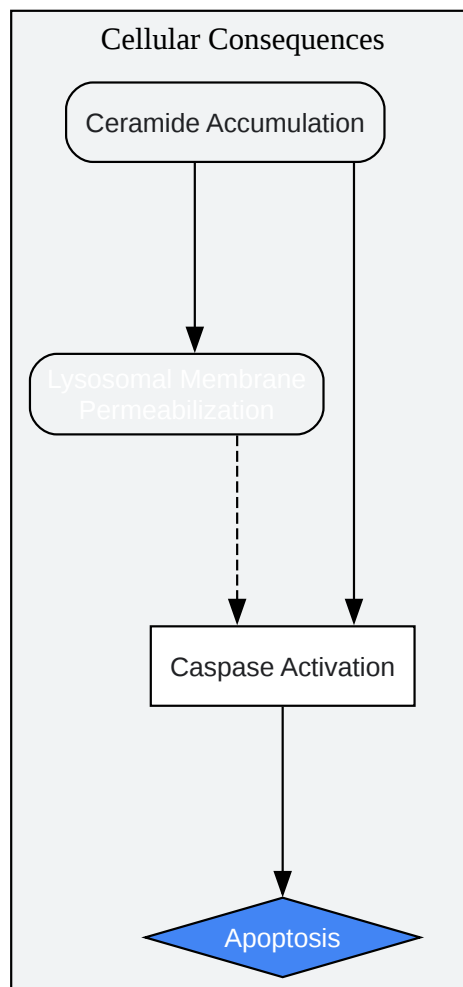 Cellular Consequences
Ceramide Accumulation
Lysosomal Membrane
Permeabilization
Caspase Activation
Apoptosis